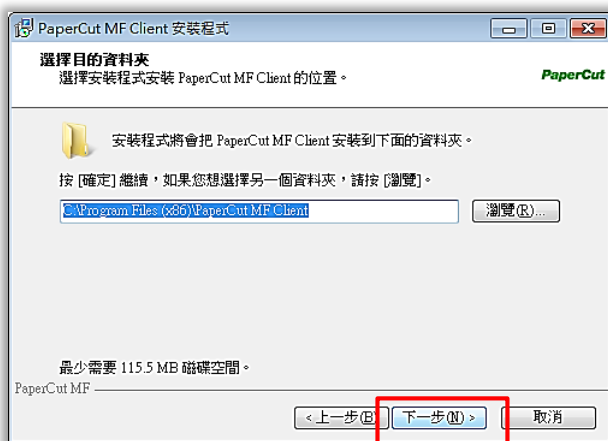 PaperCut MF Client 安裝程式
選擇目的資料夾
選擇安裝程式安裝 PaperCut MF Client 的位置。
PaperCut
安裝程式將會把 PaperCut MF Client 安裝到下面的資料夾。
按 [確定] 繼續，如果您想選擇另一個資料夾，請按 [瀏覽]。
C:\Program Files (x86)\PaperCut MF Client
瀏覽(R)...
最少需要 115.5 MB 磁碟空間。
PaperCut MF
<上一步(B) 下一步(N) > 取消